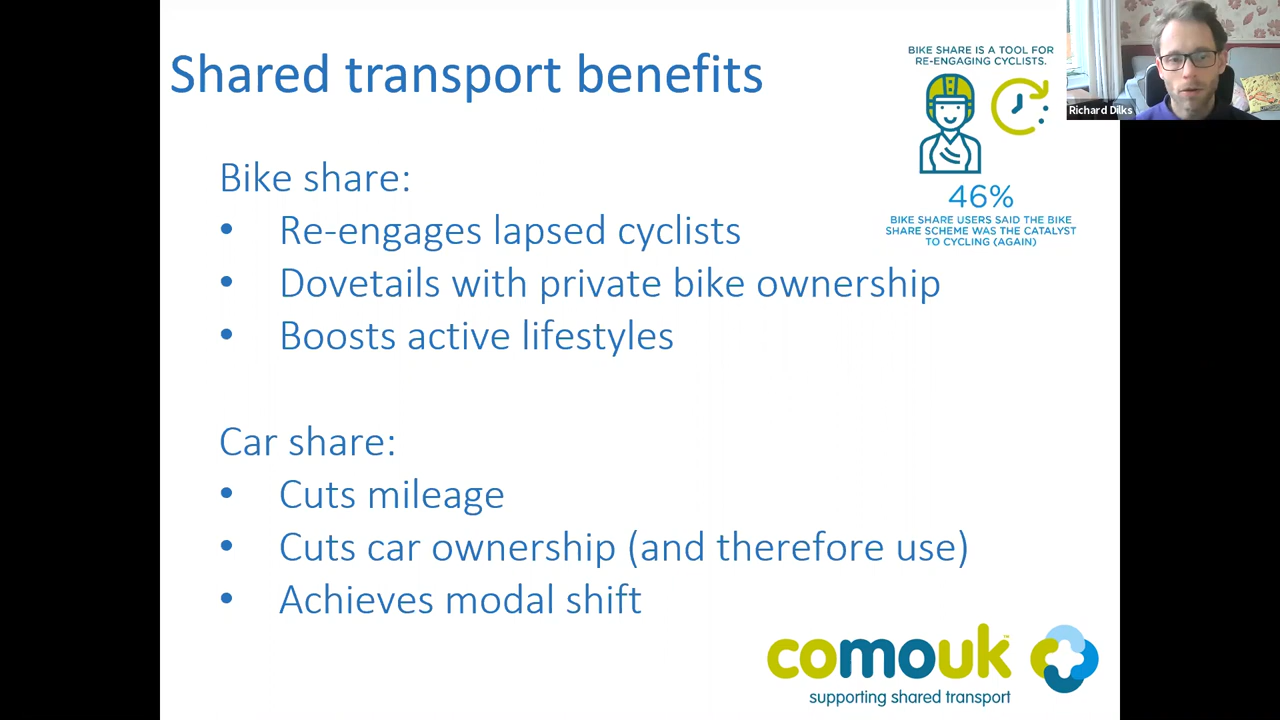 Shared transport benefits
BIKE SHARE IS A TOOL FOR
RE-ENGAGING CYCLISTS.
46%
BIKE SHARE USERS SAID THE BIKE
SHARE SCHEME WAS THE CATALYST
TO CYCLING (AGAIN)
Richard Dilks
Bike share:
• Re-engages lapsed cyclists
• Dovetails with private bike ownership
• Boosts active lifestyles
Car share:
• Cuts mileage
• Cuts car ownership (and therefore use)
• Achieves modal shift
comouk™
supporting shared transport